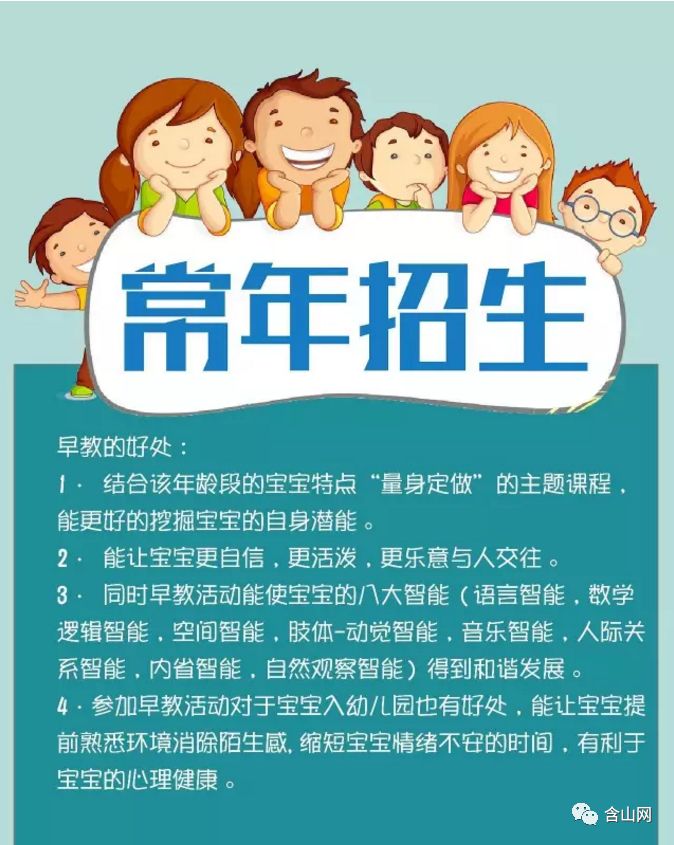 常年招生
早教的好处：
1· 结合该年龄段的宝宝特点“量身定做”的主题课程，
能更好的挖掘宝宝的自身潜能。
2· 能让宝宝更自信，更活泼，更乐意与人交往。
3· 同时早教活动能使宝宝的八大智能（语言智能，数学
逻辑智能，空间智能，肢体-动觉智能，音乐智能，人际关
系智能，内省智能，自然观察智能）得到和谐发展。
4·参加早教活动对于宝宝入幼儿园也有好处，能让宝宝提
前熟悉环境消除陌生感,缩短宝宝情绪不安的时间，有利于
宝宝的心理健康。
含山网